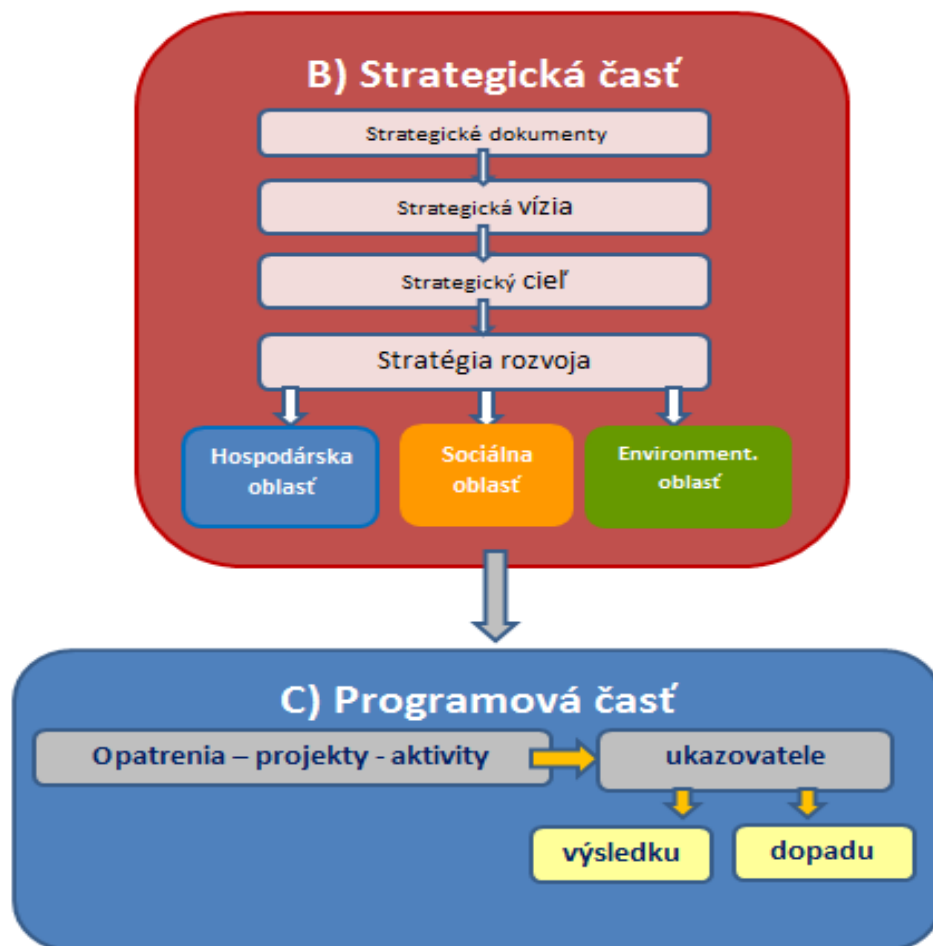 B) Strategická časť
Strategické dokumenty
Strategická vízia
Strategický cieľ
Stratégia rozvoja
Hospodárska
oblasť
Sociálna
oblasť
Environment.
oblasť
C) Programová časť
Opatrenia – projekty - aktivity
ukazovatele
výsledku
dopadu